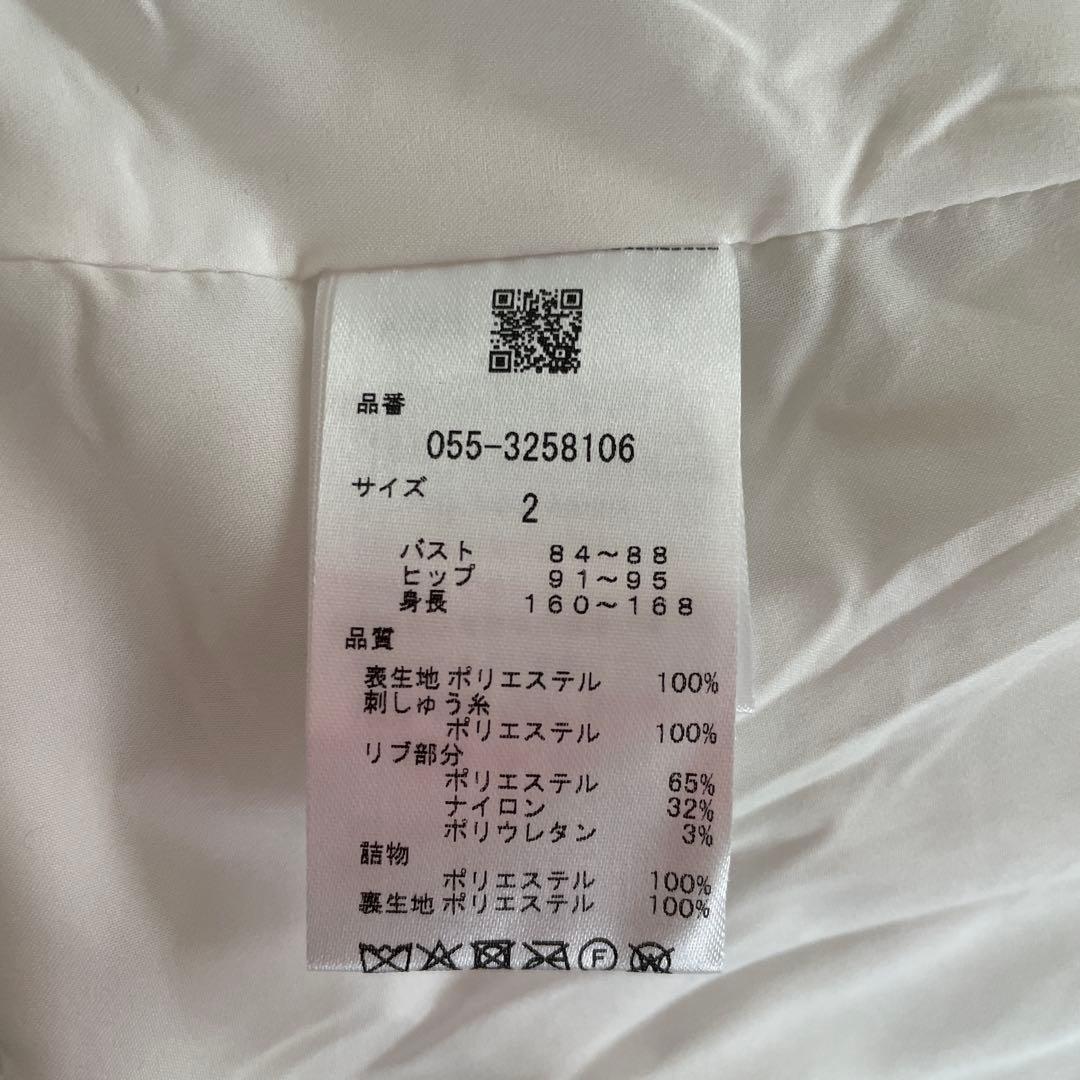 品番
055-3258106
サイズ
2
バスト 84～88
ヒップ 91～95
身長 160～168
品質
表生地 ポリエステル 100%
刺しゅう糸
ポリエステル 100%
リブ部分
ポリエステル 65%
ナイロン 32%
ポリウレタン 3%
詰物
ポリエステル 100%
裏生地 ポリエステル 100%
F W